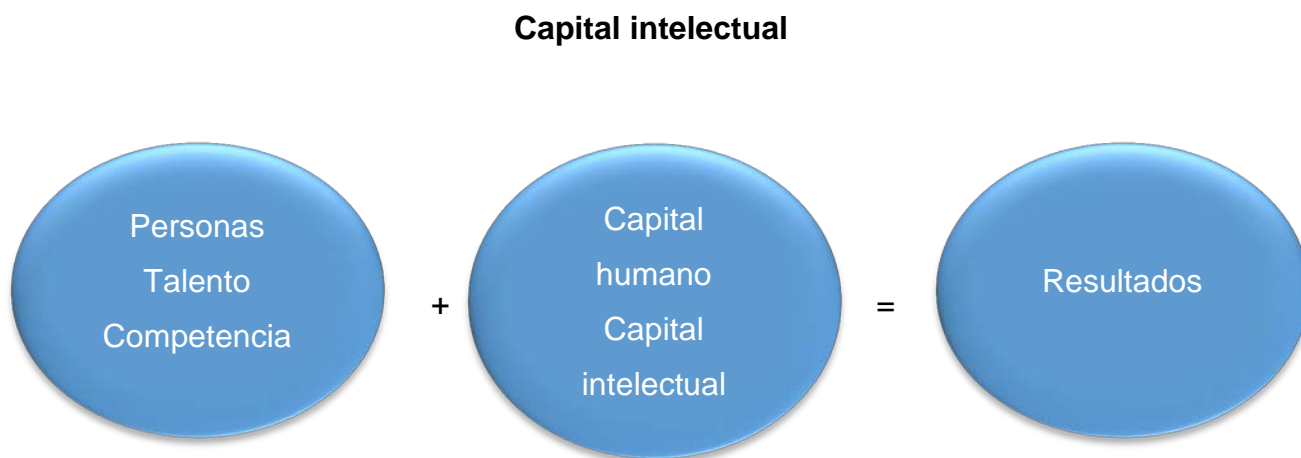 Capital intelectual
Personas
Talento
Competencia
+
Capital
humano
Capital
intelectual
=
Resultados